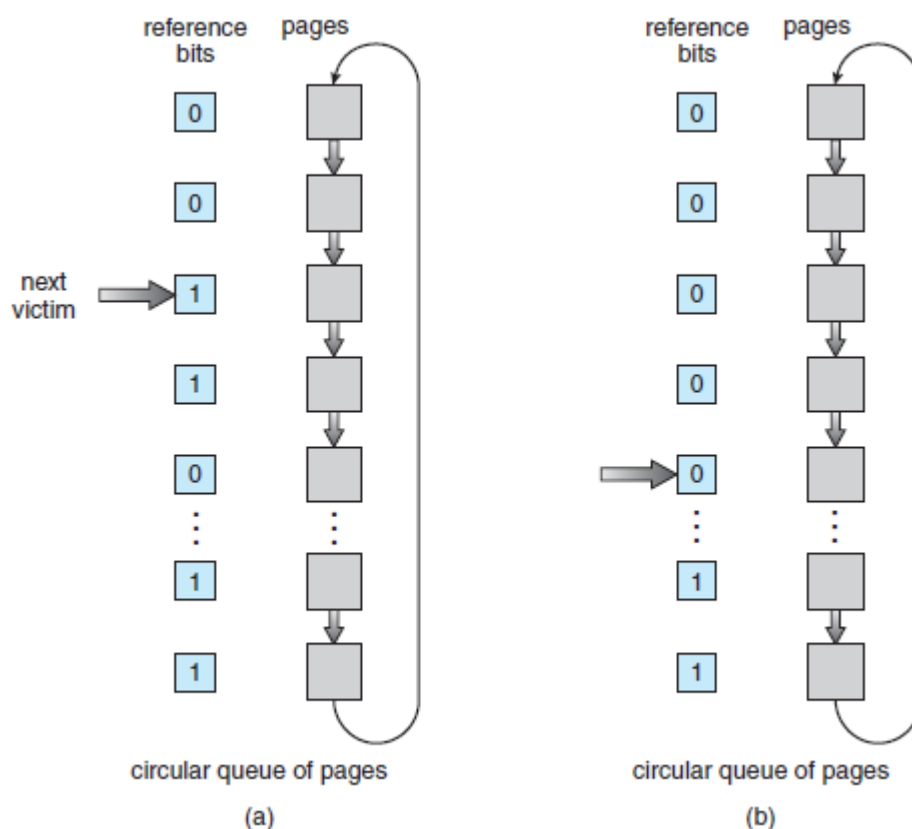 reference bits
pages
0
0
next victim
1
1
0
1
1
circular queue of pages
(a)
reference bits
pages
0
0
0
0
0
1
1
circular queue of pages
(b)